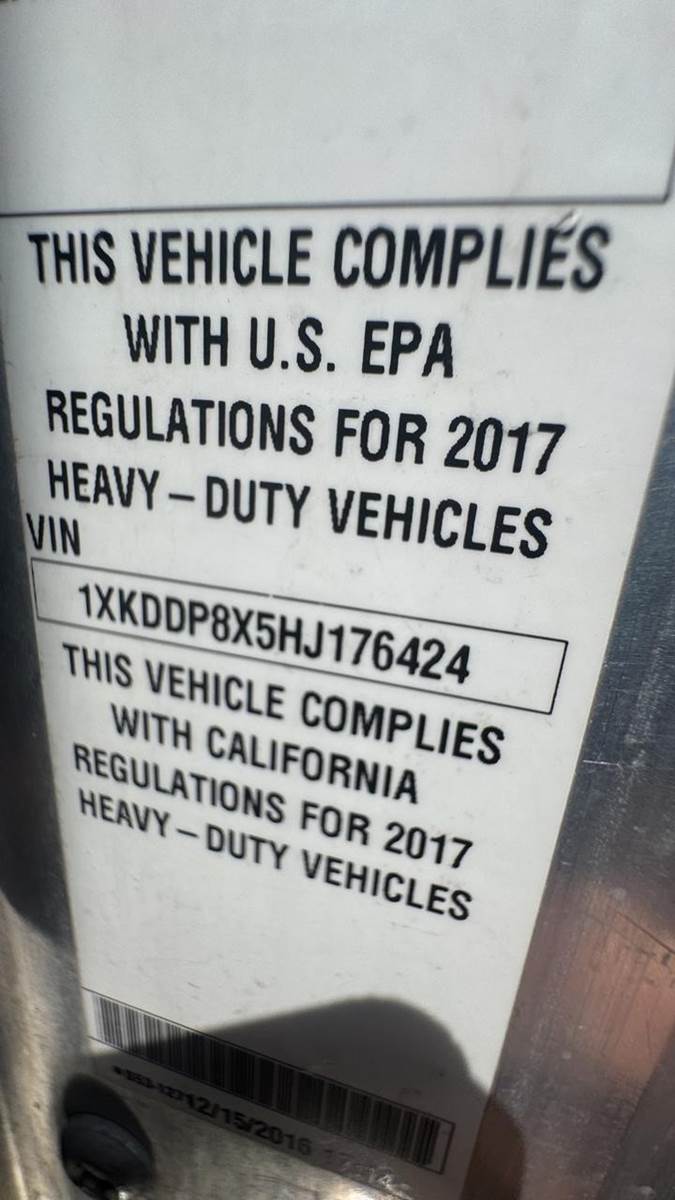 THIS VEHICLE COMPLIES
WITH U.S. EPA
REGULATIONS FOR 2017
HEAVY – DUTY VEHICLES
VIN
1XKDDP8X5HJ176424
THIS VEHICLE COMPLIES
WITH CALIFORNIA
REGULATIONS FOR 2017
HEAVY – DUTY VEHICLES
12/15/2016